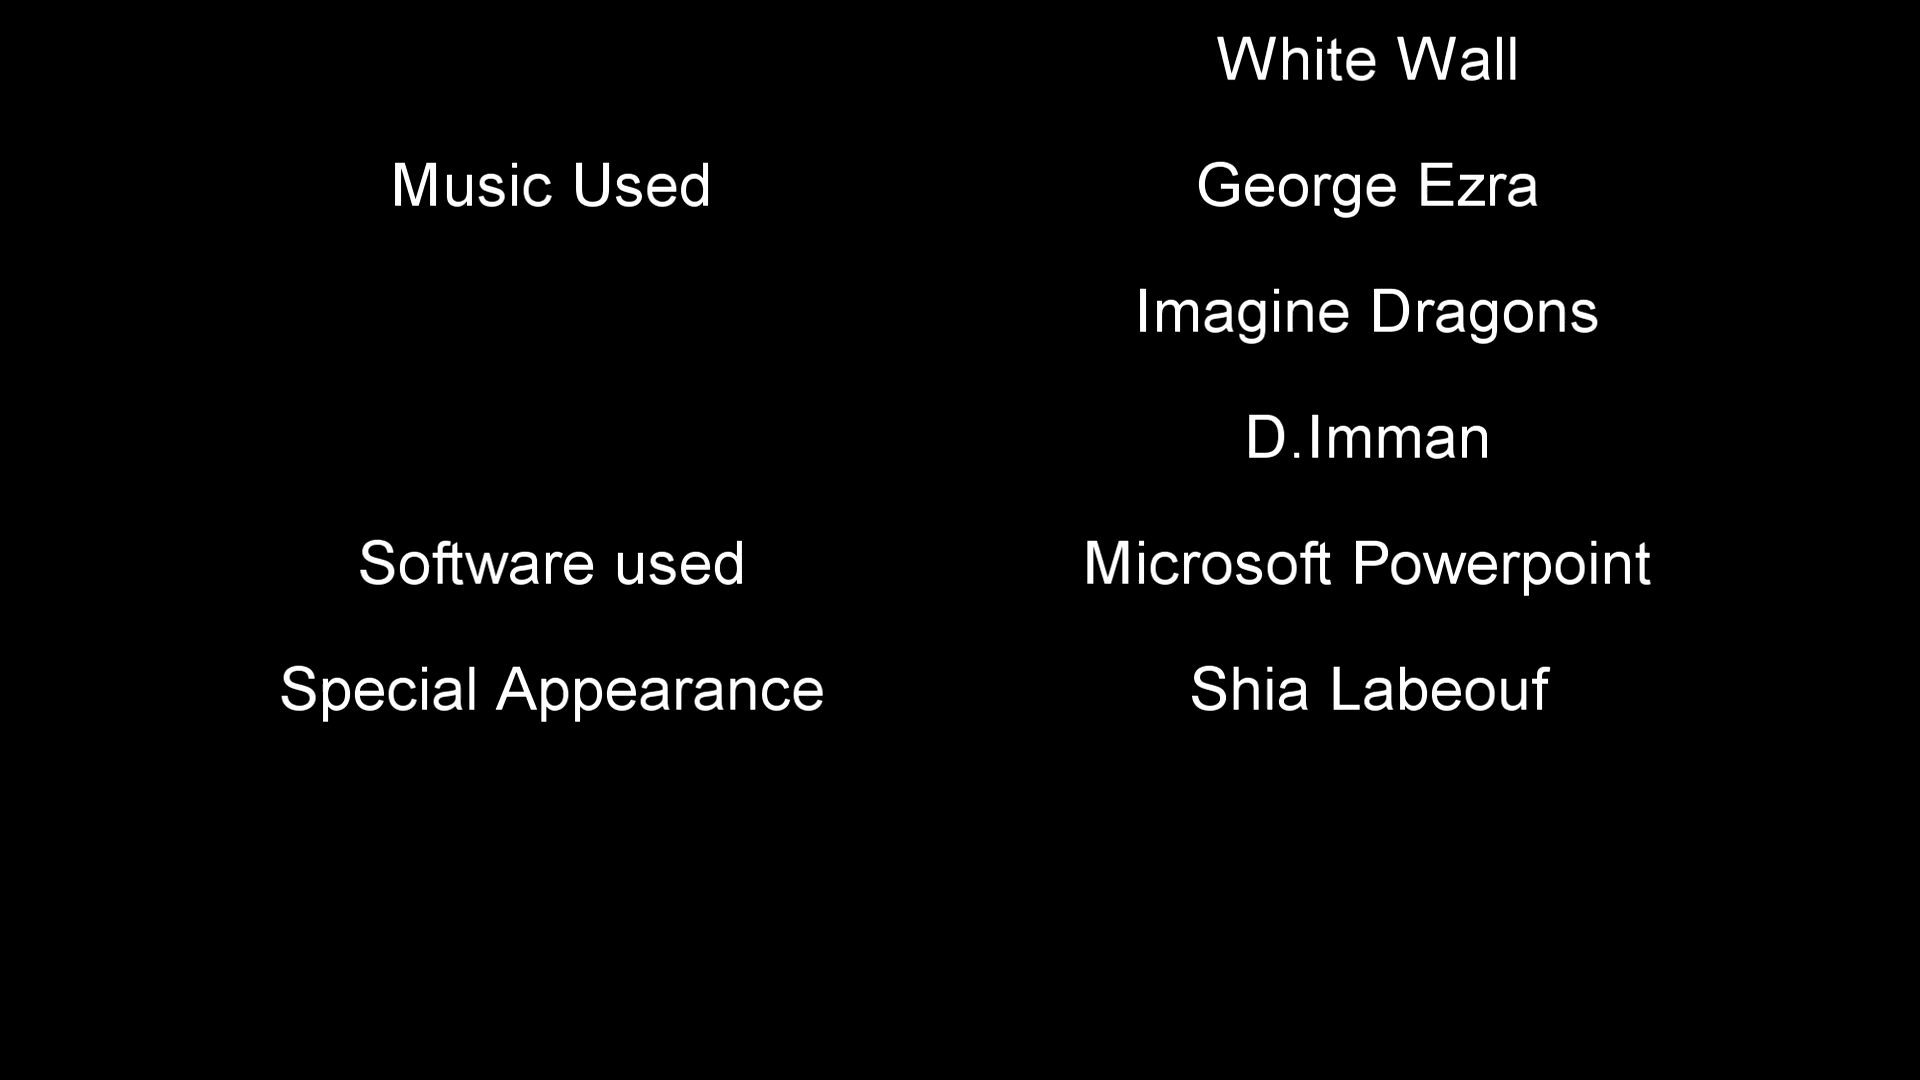 White Wall
Music Used George Ezra
Imagine Dragons
D.Imman
Software used Microsoft Powerpoint
Special Appearance Shia Labeouf